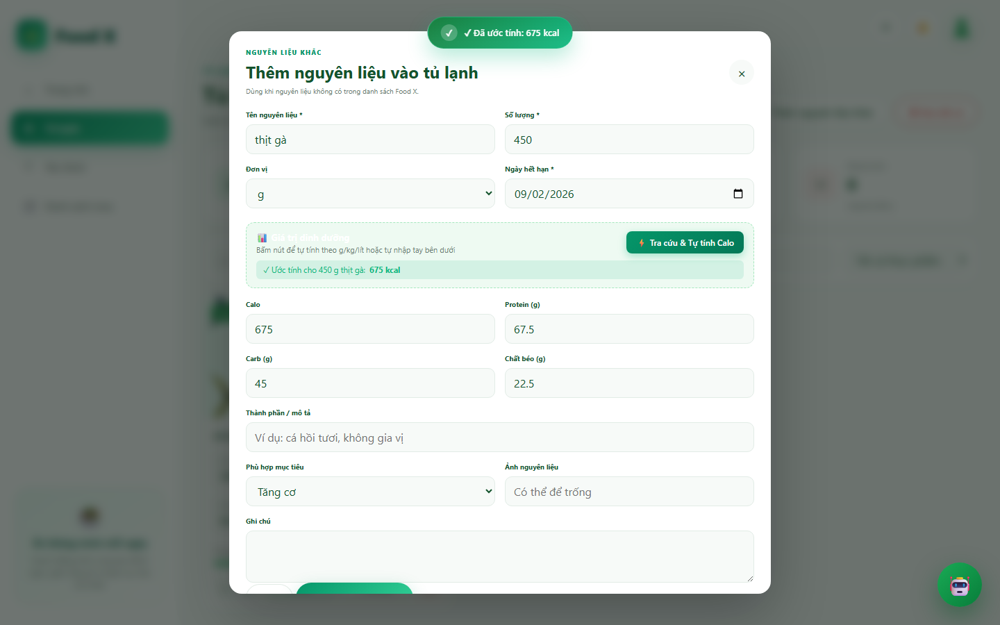 ✓ ✓ Đã ước tính: 675 kcal
NGUYÊN LIỆU KHÁC
Thêm nguyên liệu vào tủ lạnh
×
Dùng khi nguyên liệu không có trong danh sách Food X.
Tên nguyên liệu * Số lượng *
thịt gà 450
Đơn vị Ngày hết hạn *
g 09/02/2026
Giá trị dinh dưỡng
Bấm nút để tự tính theo g/kg/lít hoặc tự nhập tay bên dưới
Tra cứu & Tự tính Calo
✓ Ước tính cho 450 g thịt gà: 675 kcal
Calo Protein (g)
675 67.5
Carb (g) Chất béo (g)
45 22.5
Thành phần / mô tả
Ví dụ: cá hồi tươi, không gia vị
Phù hợp mục tiêu Ảnh nguyên liệu
Tăng cơ Có thể để trống
Ghi chú